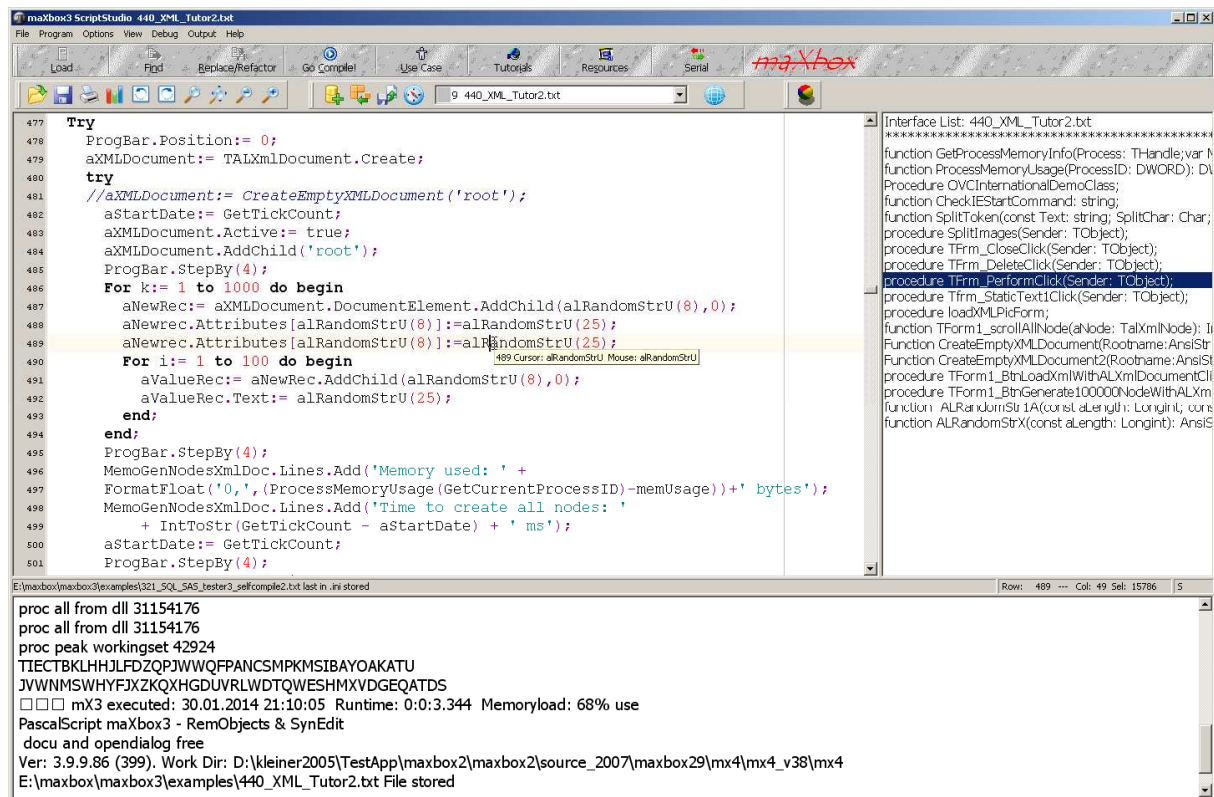 maXbox3 ScriptStudio 440_XML_Tutor2.txt
File Program Options View Debug Output Help
Load Find Replace/Refactor Go Compile! Use Case Tutorials Resources Serial maXbox
9 440_XML_Tutor2.txt
477 Try
478 ProgBar.Position:= 0;
479 aXMLDocument:= TALXmlDocument.Create;
480 try
481 //aXMLDocument:= CreateEmptyXMLDocument('root');
482 aStartDate:= GetTickCount;
483 aXMLDocument.Active:= true;
484 aXMLDocument.AddChild('root');
485 ProgBar.StepBy(4);
486 For k:= 1 to 1000 do begin
487 aNewRec:= aXMLDocument.DocumentElement.AddChild(alRandomStrU(8),0);
488 aNewrec.Attributes[alRandomStrU(8)]:=alRandomStrU(25);
489 aNewrec.Attributes[alRandomStrU(8)]:=alRandomStrU(25);
489 Cursor: alRandomStrU Mouse: alRandomStrU
490 For i:= 1 to 100 do begin
491 aValueRec:= aNewRec.AddChild(alRandomStrU(8),0);
492 aValueRec.Text:= alRandomStrU(25);
493 end;
494 end;
495 ProgBar.StepBy(4);
496 MemoGenNodesXmlDoc.Lines.Add('Memory used: ' +
497 FormatFloat('0,',(ProcessMemoryUsage(GetCurrentProcessID)-memUsage))+' bytes');
498 MemoGenNodesXmlDoc.Lines.Add('Time to create all nodes: '
499 + IntToStr(GetTickCount - aStartDate) + ' ms');
500 aStartDate:= GetTickCount;
501 ProgBar.StepBy(4);
Interface List: 440_XML_Tutor2.txt
*********************************************
function GetProcessMemoryInfo(Process: THandle;var
function ProcessMemoryUsage(ProcessID: DWORD):
Procedure OVCInternationalDemoClass;
function CheckIEStartCommand: string;
function SplitToken(const Text: string; SplitChar: Char;
procedure SplitImages(Sender: TObject);
procedure TFrm_CloseClick(Sender: TObject);
procedure TFrm_DeleteClick(Sender: TObject);
procedure TFrm_PerformClick(Sender: TObject);
procedure Tfrm_StaticText1Click(Sender: TObject);
procedure loadXMLPicForm;
function TForm1_scrollAllNode(aNode: TalXmlNode):
Function CreateEmptyXMLDocument(Rootname:AnsiStr
Function CreateEmptyXMLDocument2(Rootname:AnsiSt
procedure TForm1_BtnLoadXmlWithALXmlDocumentCli
procedure TForm1_BtnGenerate100000NodeWithALXm
function ALRandomStr1A(const aLength: Longint; cons
function ALRandomStrX(const aLength: Longint): AnsiS
E:\maxbox\maxbox3\examples\321_SQL_SAS_tester3_selfcompile2.txt last in .ini stored
Row: 489 --- Col: 49 Sel: 15786 S
proc all from dll 31154176
proc all from dll 31154176
proc peak workingset 42924
TIECTBKLHHJLFDZQPJWWQFPANCSMPKMSIBAYOAKATU
JVWNMSWHYFJXZKQXHGDUVRLWDTQWESHMXVDGEQATDS
□□□ mX3 executed: 30.01.2014 21:10:05 Runtime: 0:0:3.344 Memoryload: 68% use
PascalScript maXbox3 - RemObjects & SynEdit
docu and opendialog free
Ver: 3.9.9.86 (399). Work Dir: D:\kleiner2005\TestApp\maxbox2\maxbox2\source_2007\maxbox29\mx4\mx4_v38\mx4
E:\maxbox\maxbox3\examples\440_XML_Tutor2.txt File stored